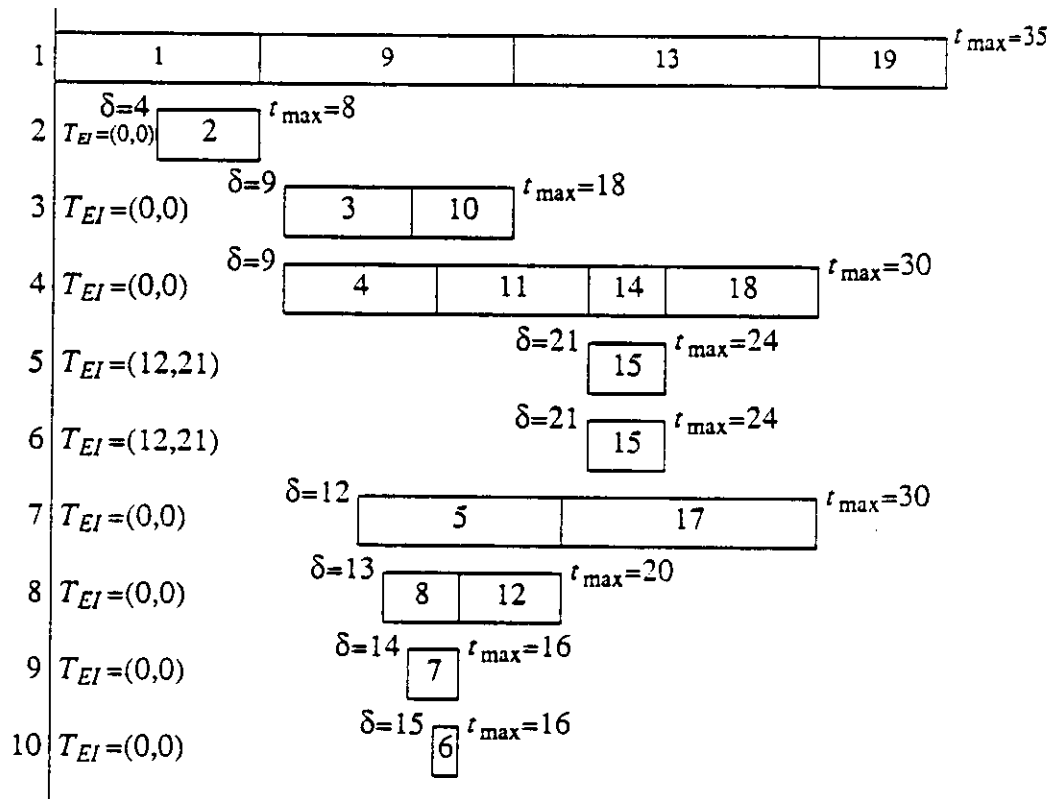 1 1 9 13 19 t max=35
δ=4 t max=8
2 T_EI=(0,0) 2
δ=9 t max=18
3 T_EI=(0,0) 3 10
δ=9 t max=30
4 T_EI=(0,0) 4 11 14 18
δ=21 t max=24
5 T_EI=(12,21) 15
δ=21 t max=24
6 T_EI=(12,21) 15
δ=12 t max=30
7 T_EI=(0,0) 5 17
δ=13 t max=20
8 T_EI=(0,0) 8 12
δ=14 t max=16
9 T_EI=(0,0) 7
δ=15 t max=16
10 T_EI=(0,0) 6